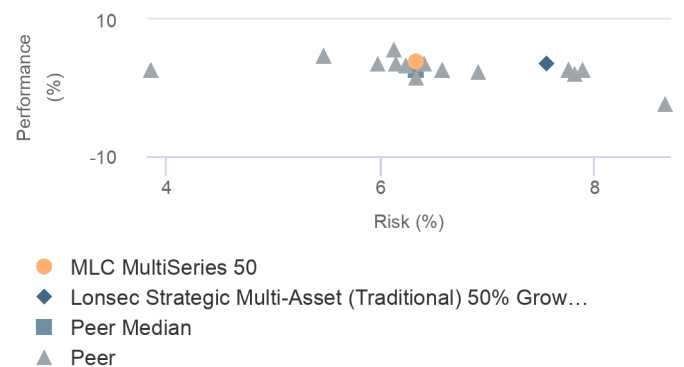 10
Performance
(%)
-10
4
6
8
Risk (%)
MLC MultiSeries 50
Lonsec Strategic Multi-Asset (Traditional) 50% Grow...
Peer Median
Peer